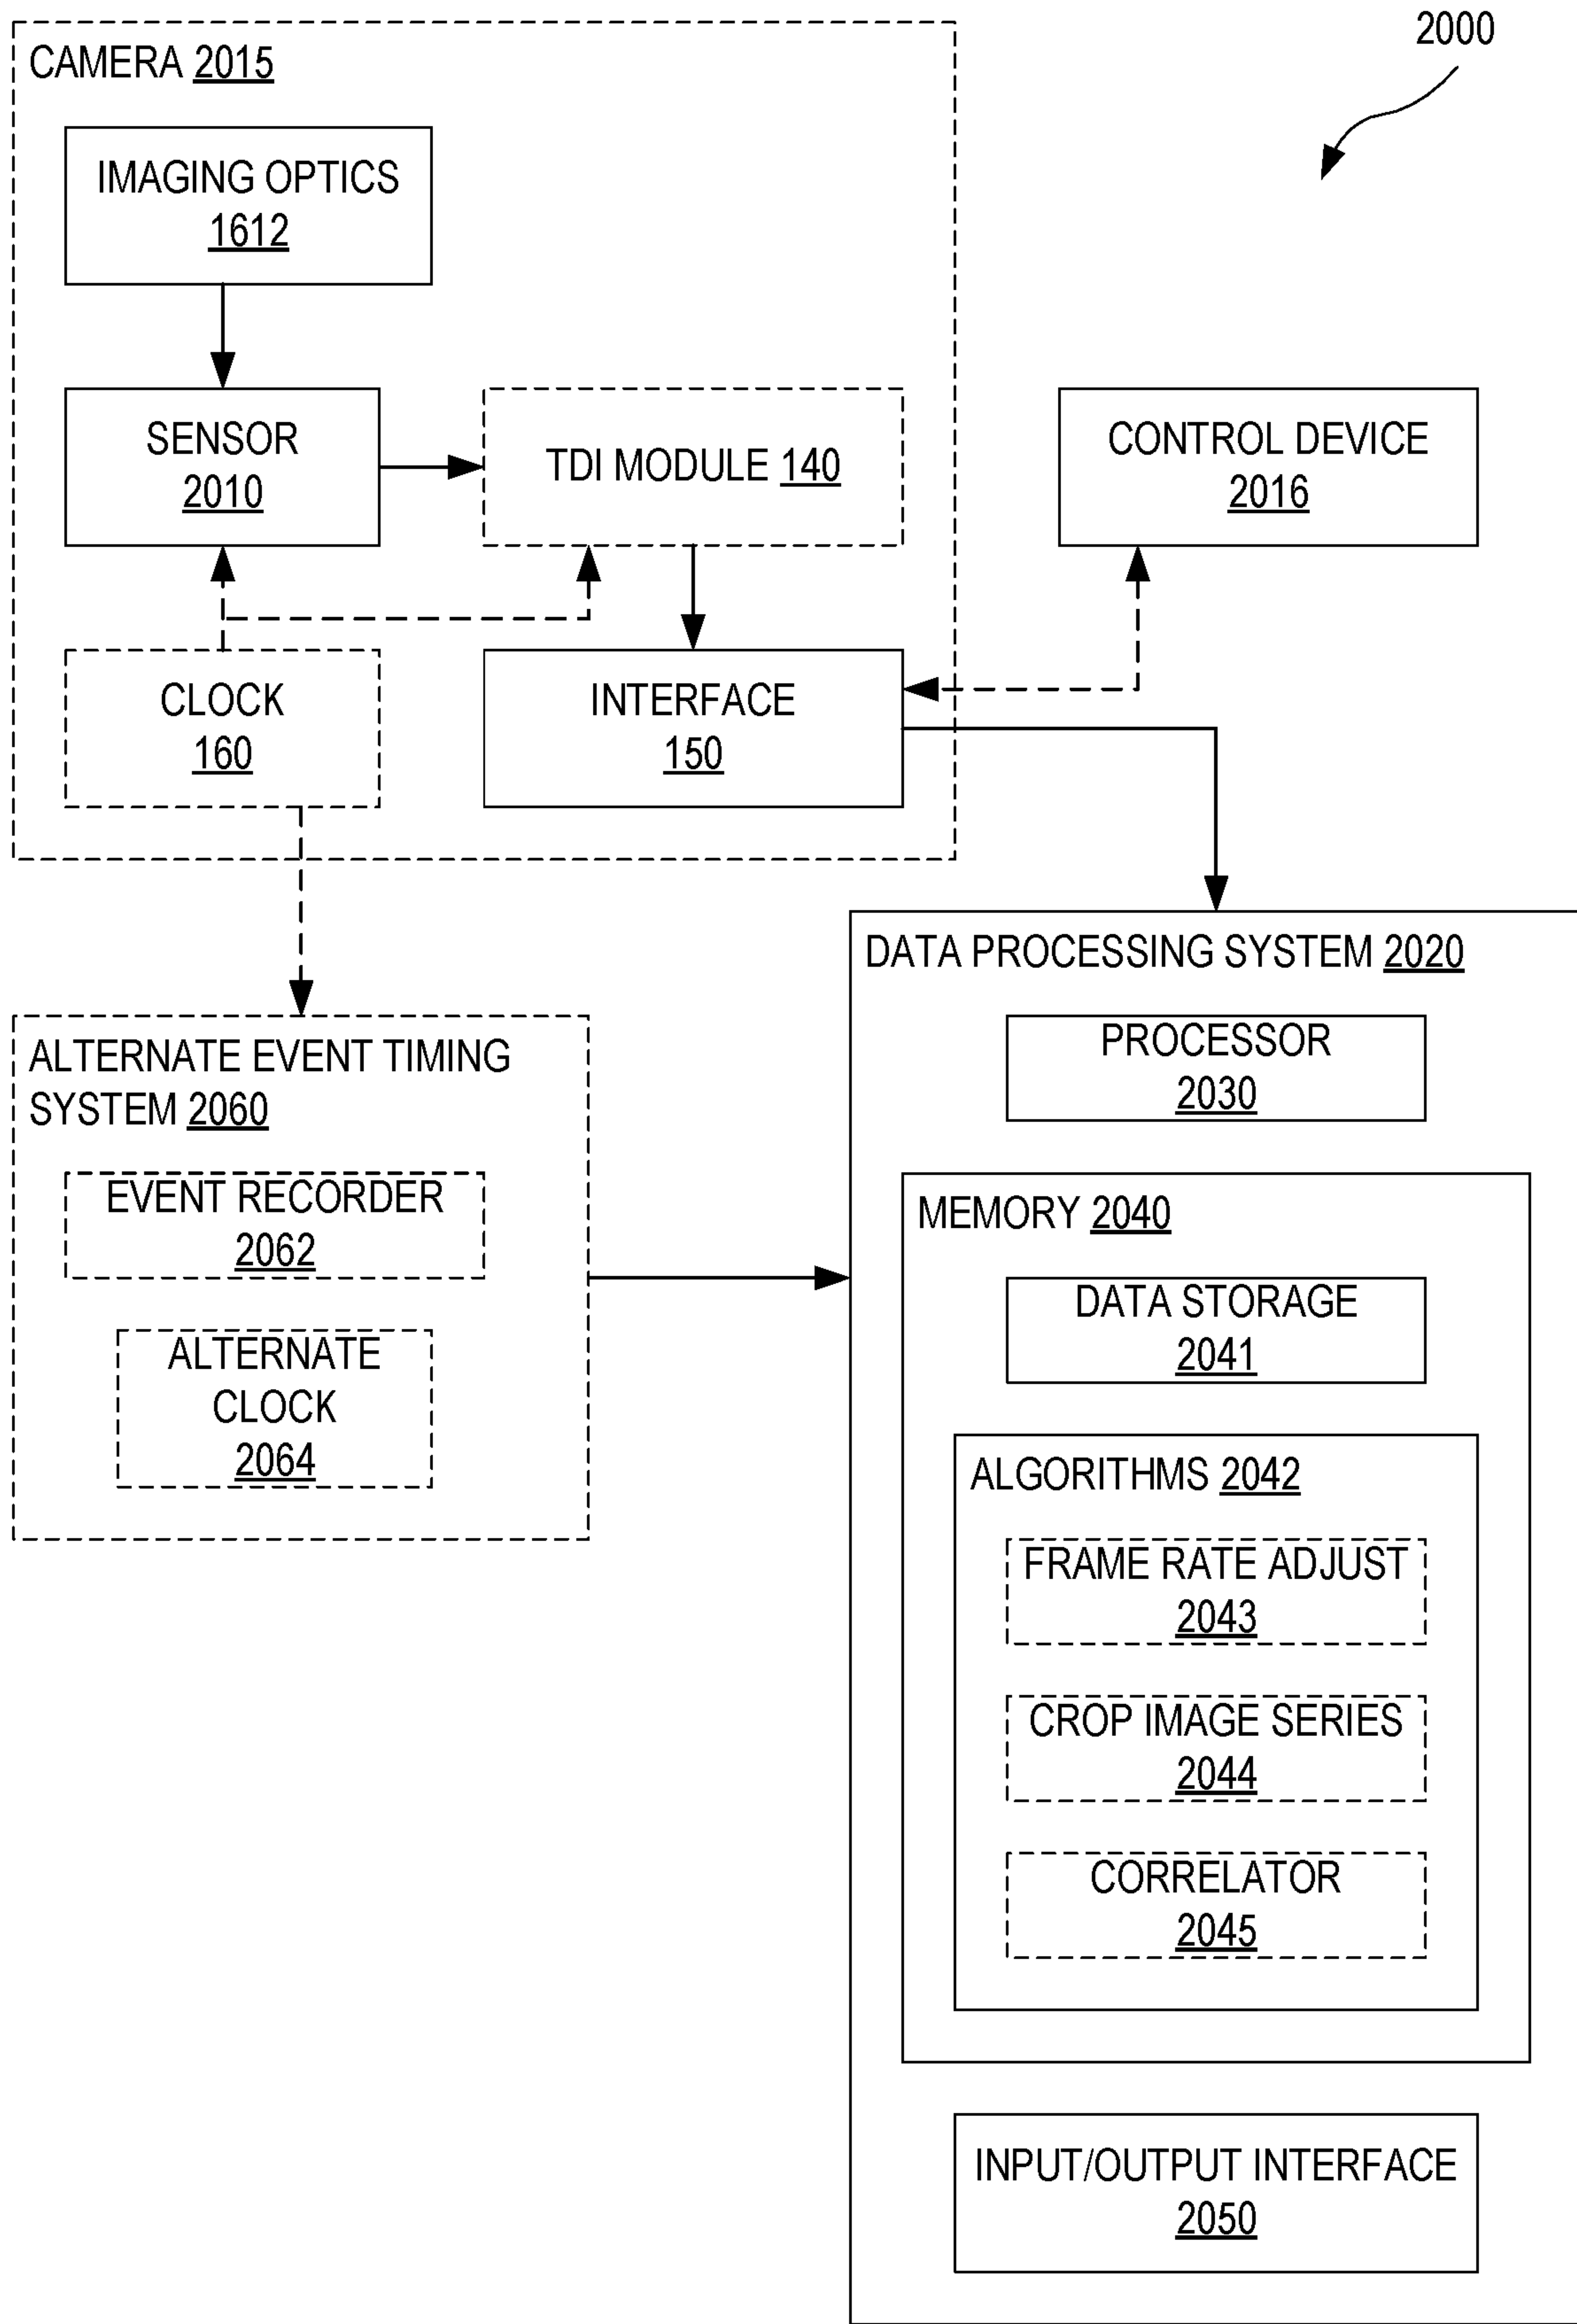 2000
CAMERA 2015
IMAGING OPTICS
1612
SENSOR
2010
TDI MODULE 140
CONTROL DEVICE
2016
CLOCK
160
INTERFACE
150
ALTERNATE EVENT TIMING
SYSTEM 2060
EVENT RECORDER
2062
ALTERNATE
CLOCK
2064
DATA PROCESSING SYSTEM 2020
PROCESSOR
2030
MEMORY 2040
DATA STORAGE
2041
ALGORITHMS 2042
FRAME RATE ADJUST
2043
CROP IMAGE SERIES
2044
CORRELATOR
2045
INPUT/OUTPUT INTERFACE
2050